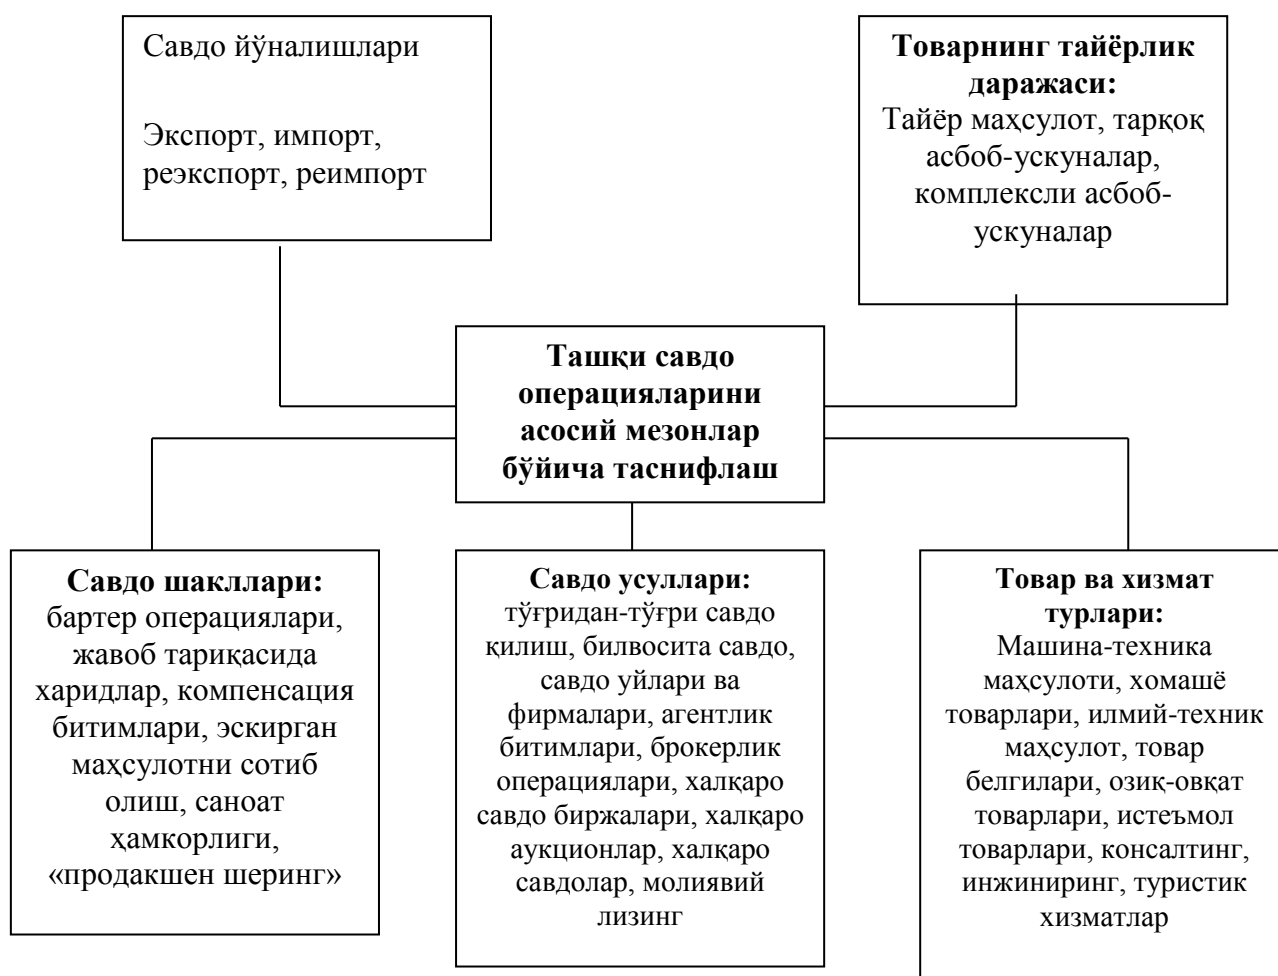 Савдо йўналишлари
Экспорт, импорт,
реэкспорт, реимпорт
Товарнинг тайёрлик
даражаси:
Тайёр маҳсулот, тарқоқ
асбоб-ускуналар,
комплексли асбоб-
ускуналар
Ташқи савдо
операцияларини
асосий мезонлар
бўйича таснифлаш
Савдо шакллари:
бартер операциялари,
жавоб тариқасида
харидлар, компенсация
битимлари, эскирган
маҳсулотни сотиб
олиш, саноат
ҳамкорлиги,
«продакшен шеринг»
Савдо усуллари:
тўғридан-тўғри савдо
қилиш, билвосита савдо,
савдо уйлари ва
фирмалари, агентлик
битимлари, брокерлик
операциялари, халқаро
савдо биржалари, халқаро
аукционлар, халқаро
савдолар, молиявий
лизинг
Товар ва хизмат
турлари:
Машина-техника
маҳсулоти, хомашё
товарлари, илмий-техник
маҳсулот, товар
белгилари, озиқ-овқат
товарлари, истеъмол
товарлари, консалтинг,
инжиниринг, туристик
хизматлар